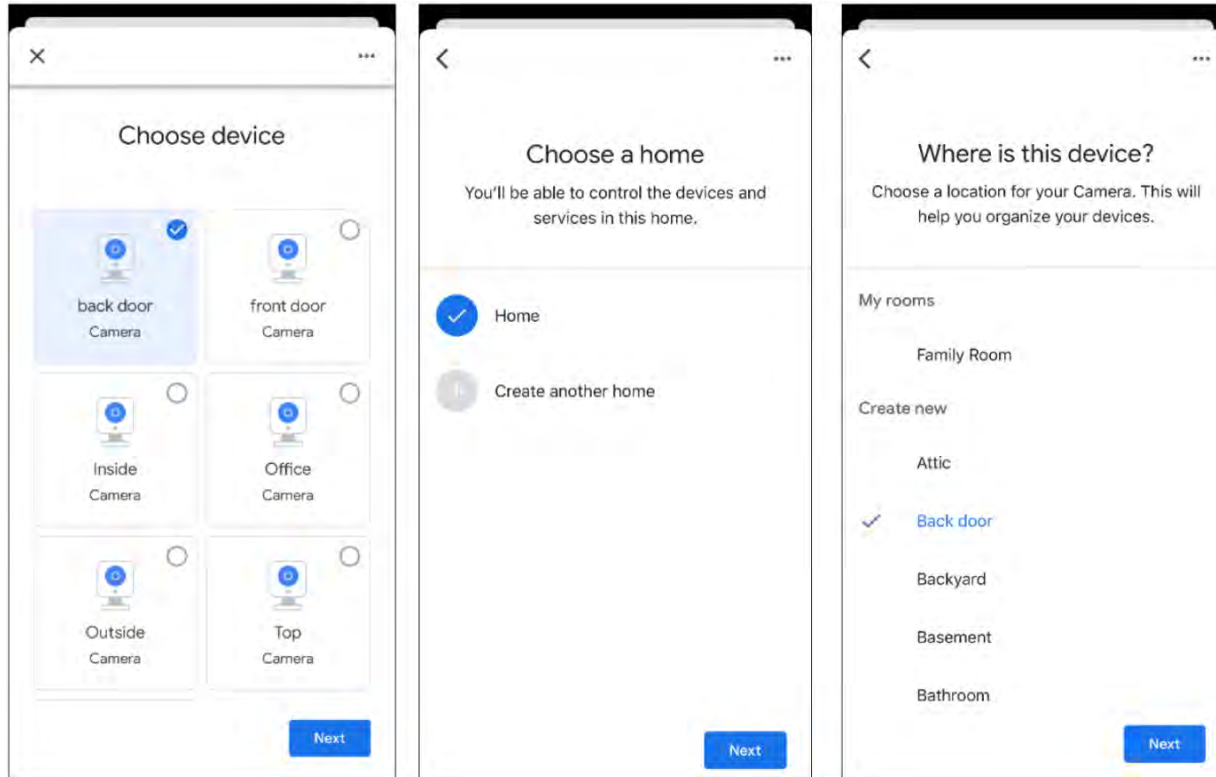 Choose device
back door
Camera
front door
Camera
Inside
Camera
Office
Camera
Outside
Camera
Top
Camera
Next
Choose a home
You'll be able to control the devices and
services in this home.
Home
Create another home
Next
Where is this device?
Choose a location for your Camera. This will
help you organize your devices.
My rooms
Family Room
Create new
Attic
Back door
Backyard
Basement
Bathroom
Next